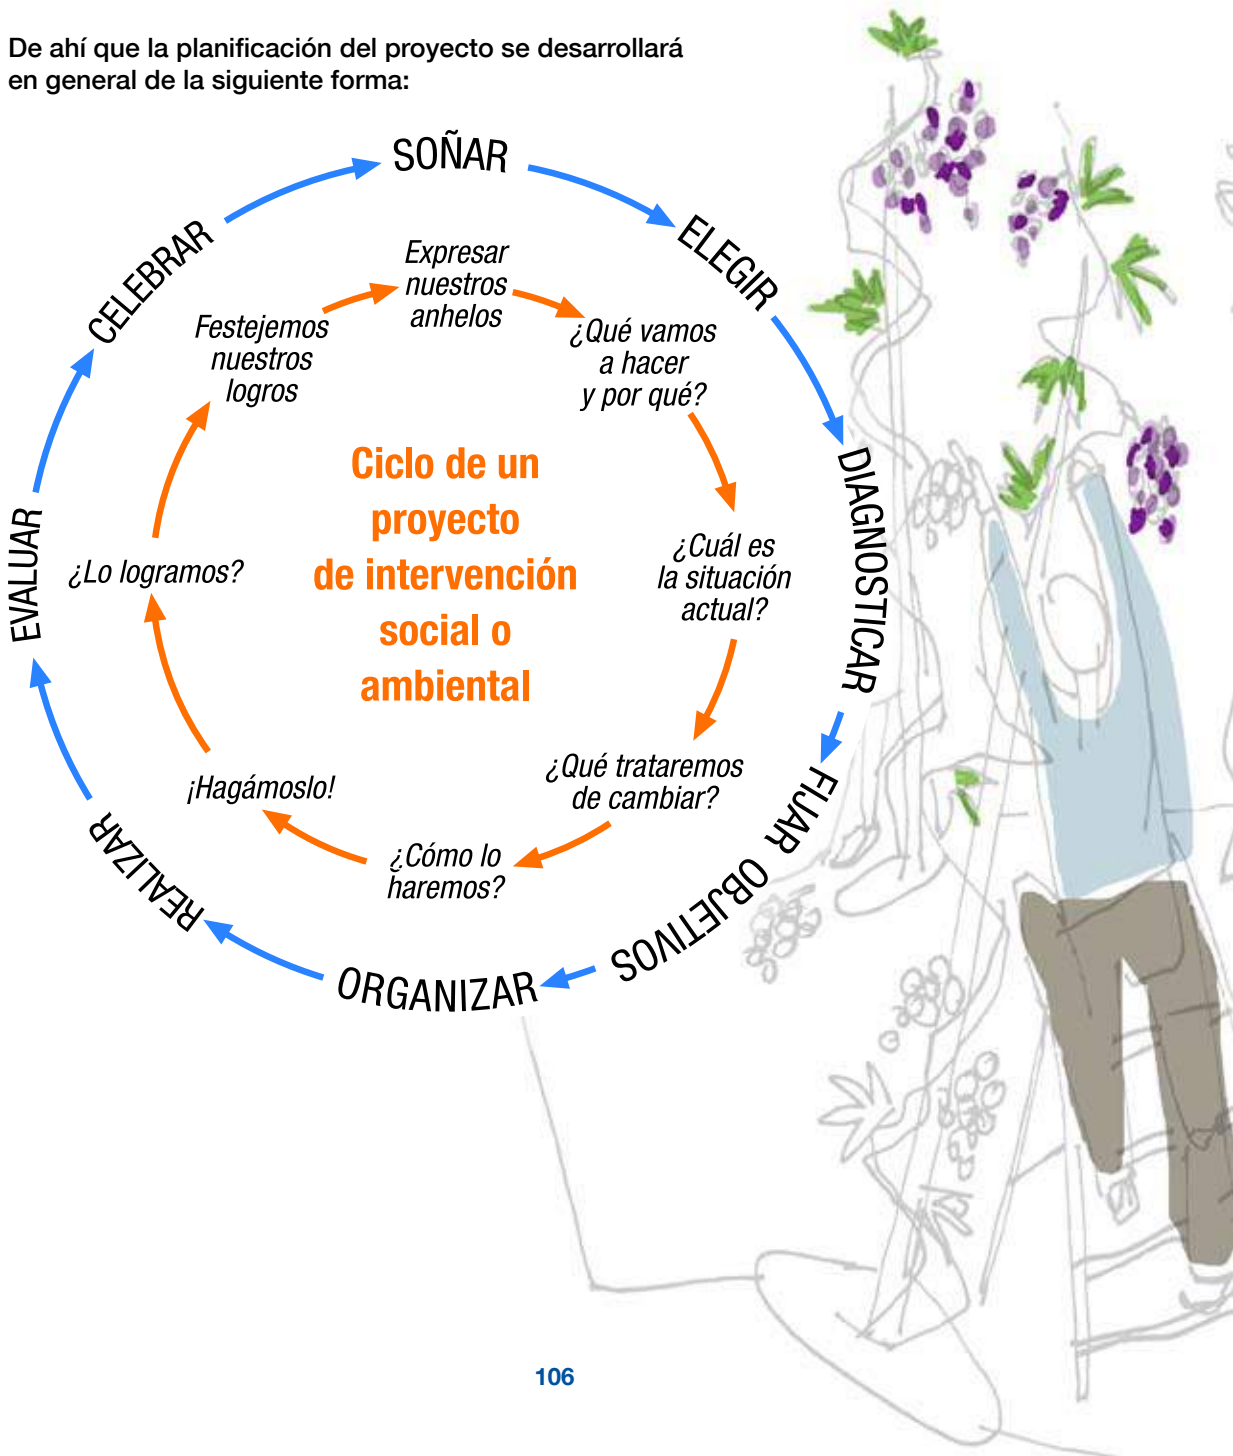 De ahí que la planificación del proyecto se desarrollará
en general de la siguiente forma:
SOÑAR
ELEGIR
DIAGNOSTICAR
FIJAR OBJETIVOS
ORGANIZAR
REALIZAR
EVALUAR
CELEBRAR
Expresar
nuestros
anhelos
¿Qué vamos
a hacer
y por qué?
¿Cuál es
la situación
actual?
¿Qué trataremos
de cambiar?
¿Cómo lo
haremos?
¡Hagámoslo!
¿Lo logramos?
Festejemos
nuestros
logros
Ciclo de un
proyecto
de intervención
social o
ambiental
106